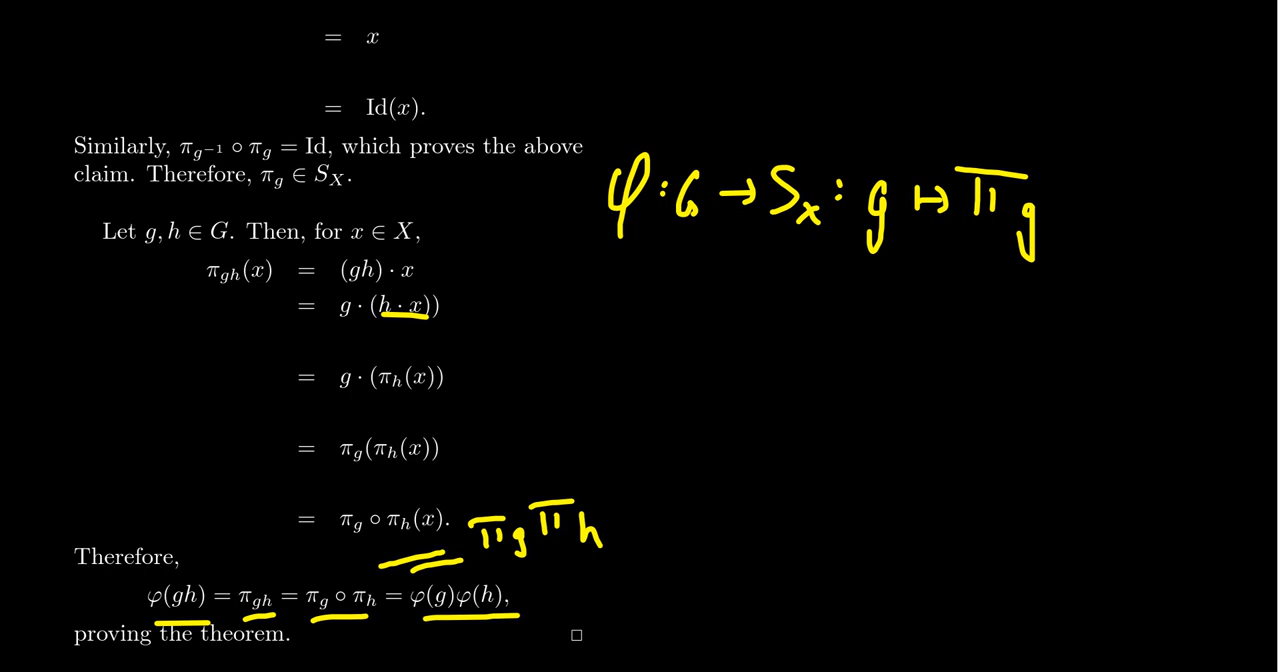 = x
= Id(x).
Similarly, π_{g⁻¹} ∘ π_g = Id, which proves the above
claim. Therefore, π_g ∈ S_X.
φ : G → S_x : g ↦ π_g
Let g, h ∈ G. Then, for x ∈ X,
π_{gh}(x) = (gh) · x
= g · (h · x))
= g · (π_h(x))
= π_g(π_h(x))
= π_g ∘ π_h(x). π_g π_h
Therefore,
φ(gh) = π_{gh} = π_g ∘ π_h = φ(g)φ(h),
proving the theorem. □